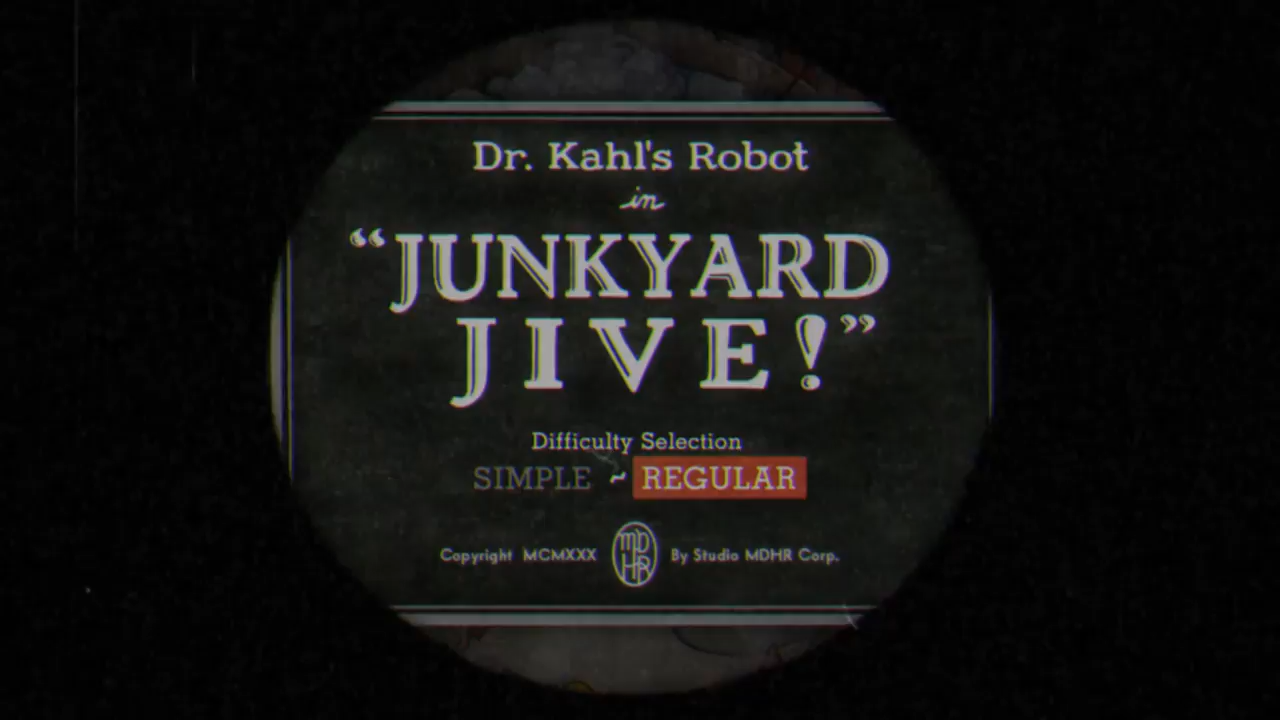 Dr. Kahl's Robot
in
“JUNKYARD
JIVE!”
Difficulty Selection
SIMPLE ~ REGULAR
Copyright MCMXXX MDHR By Studio MDHR Corp.